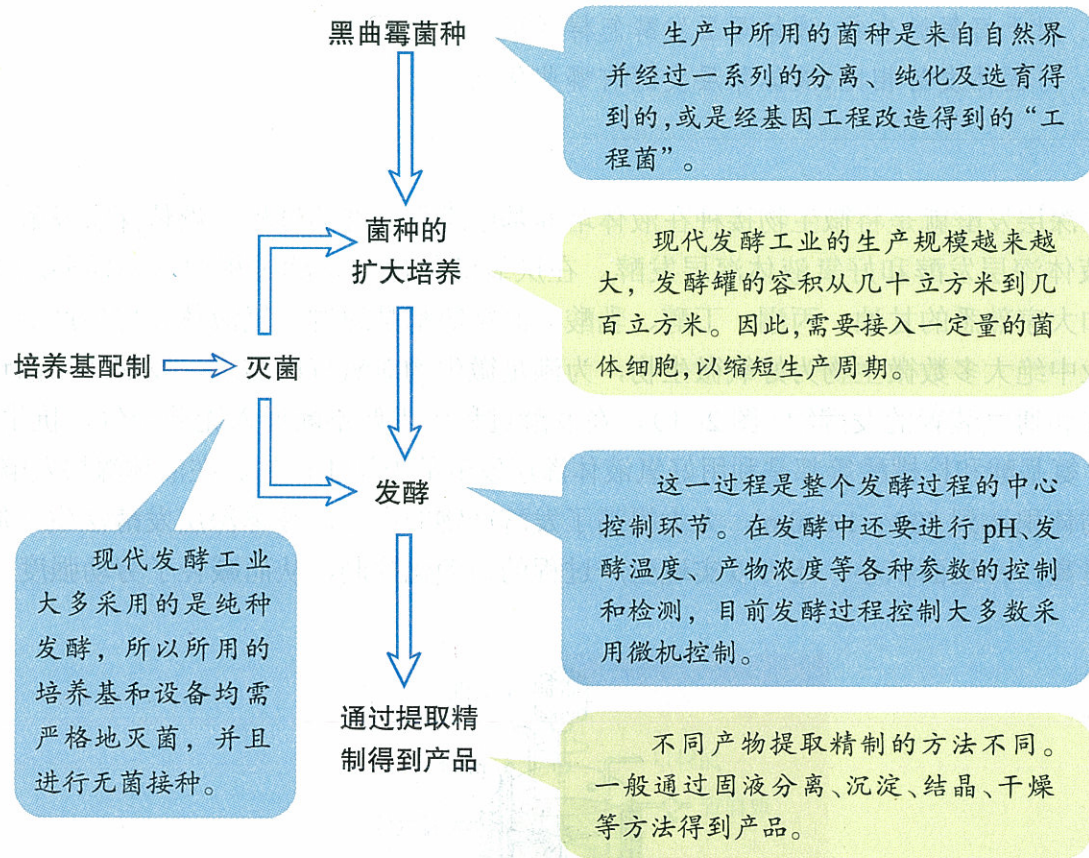 黑曲霉菌种
生产中所用的菌种是来自自然界
并经过一系列的分离、纯化及选育得
到的,或是经基因工程改造得到的“工
程菌”。
菌种的
扩大培养
现代发酵工业的生产规模越来越
大，发酵罐的容积从几十立方米到几
百立方米。因此,需要接入一定量的菌
体细胞,以缩短生产周期。
培养基配制
灭菌
现代发酵工业
大多采用的是纯种
发酵，所以所用的
培养基和设备均需
严格地灭菌，并且
进行无菌接种。
发酵
这一过程是整个发酵过程的中心
控制环节。在发酵中还要进行 pH、发
酵温度、产物浓度等各种参数的控制
和检测，目前发酵过程控制大多数采
用微机控制。
通过提取精
制得到产品
不同产物提取精制的方法不同。
一般通过固液分离、沉淀、结晶、干燥
等方法得到产品。